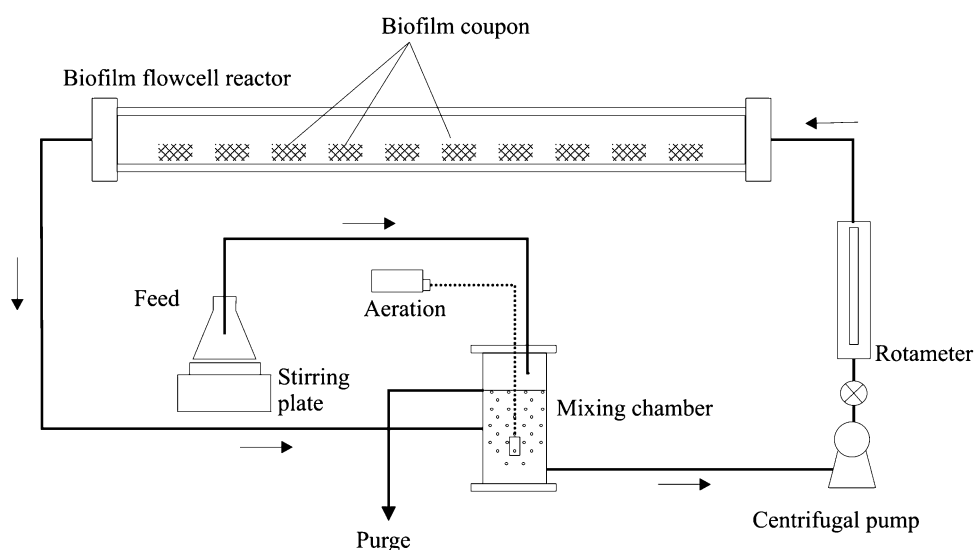 Biofilm coupon
Biofilm flowcell reactor
Feed
Aeration
Stirring
plate
Mixing chamber
Rotameter
Centrifugal pump
Purge